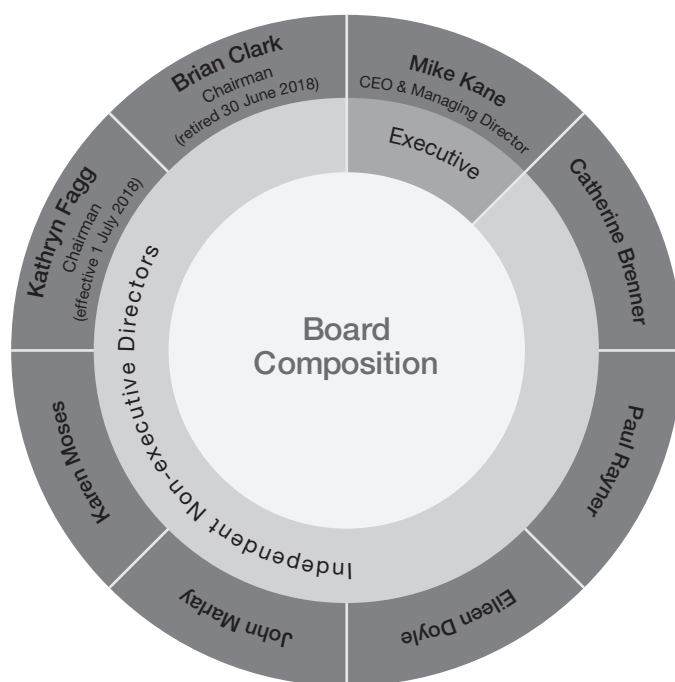 Board
Composition
Executive
Independent Non-executive Directors
Mike Kane
CEO & Managing Director
Catherine Brenner
Paul Rayner
Eileen Doyle
John Marlay
Karen Moses
Kathryn Fagg
Chairman
(effective 1 July 2018)
Brian Clark
Chairman
(retired 30 June 2018)